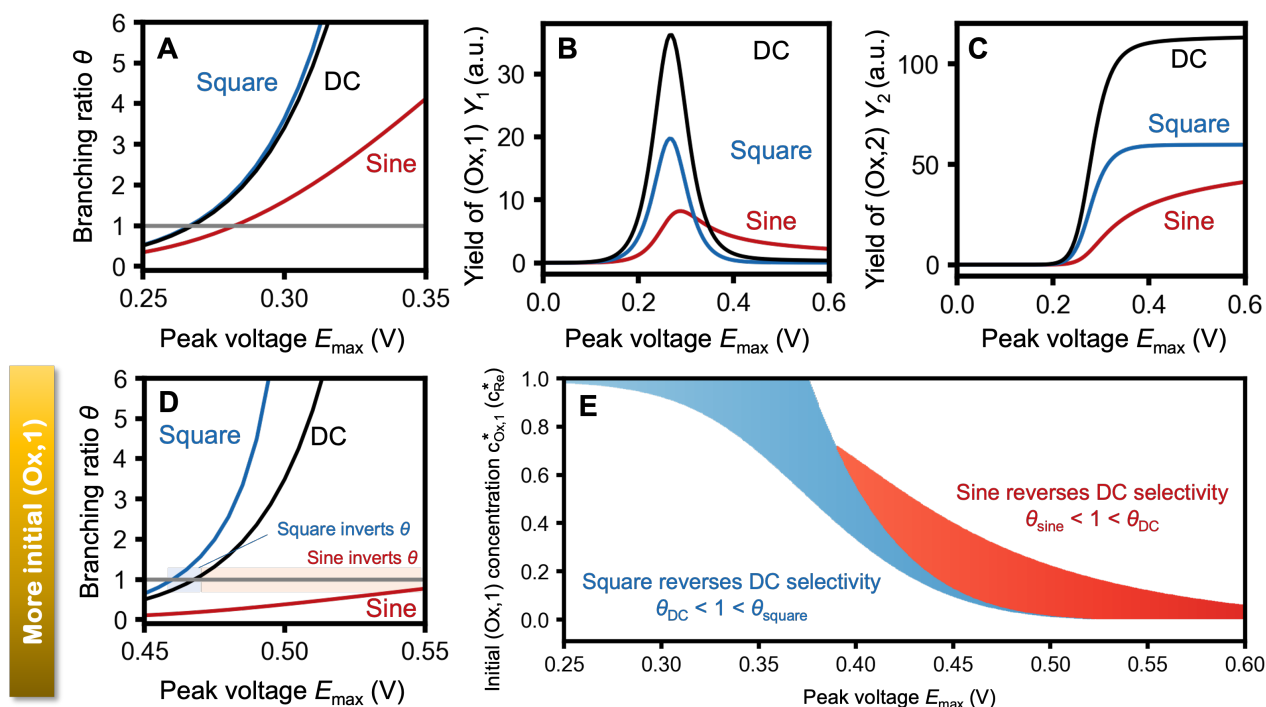 A
Branching ratio θ
6
5
4
3
2
1
0
Square
DC
Sine
0.25
0.30
0.35
Peak voltage Emax (V)
B
Yield of (Ox,1) Y1 (a.u.)
30
20
10
0
DC
Square
Sine
0.0
0.2
0.4
0.6
Peak voltage Emax (V)
C
Yield of (Ox,2) Y2 (a.u.)
100
50
0
DC
Square
Sine
0.0
0.2
0.4
0.6
Peak voltage Emax (V)
More initial (Ox,1)
D
Branching ratio θ
6
5
4
3
2
1
0
Square
DC
Square inverts θ
Sine inverts θ
Sine
0.45
0.50
0.55
Peak voltage Emax (V)
E
Initial (Ox,1) concentration c*Ox,1 (c*Re)
1.0
0.8
0.6
0.4
0.2
0.0
Sine reverses DC selectivity
θsine < 1 < θDC
Square reverses DC selectivity
θDC < 1 < θsquare
0.25
0.30
0.35
0.40
0.45
0.50
0.55
0.60
Peak voltage Emax (V)